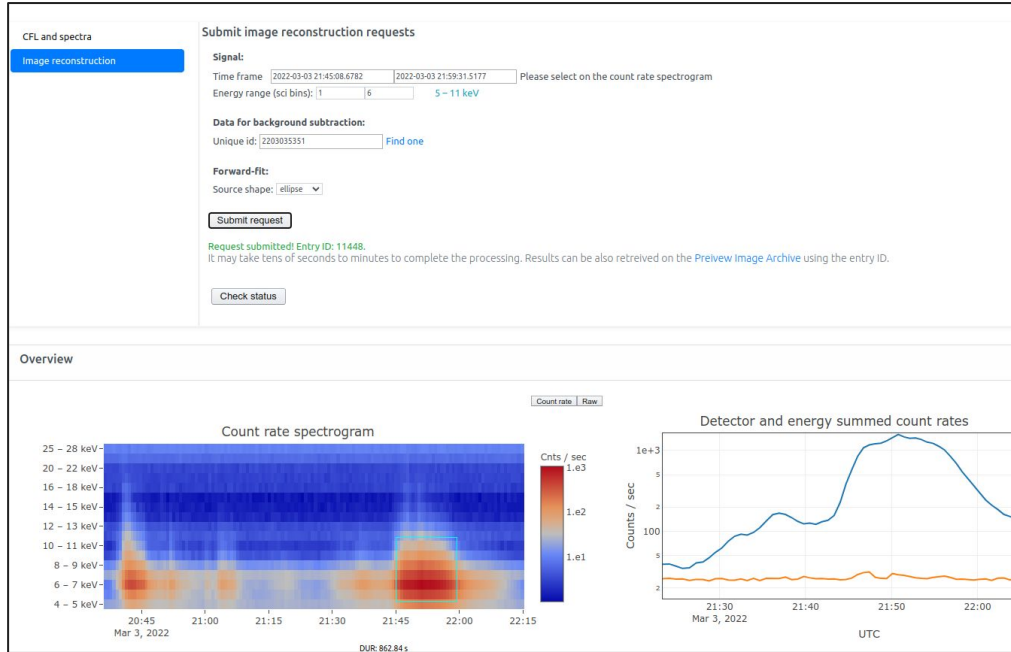 CFL and spectra
Image reconstruction
Submit image reconstruction requests
Signal:
Time frame 2022-03-03 21:45:08.6782 2022-03-03 21:59:31.5177 Please select on the count rate spectrogram
Energy range (sci bins): 1 6 5 – 11 keV
Data for background subtraction:
Unique id: 2203035351 Find one
Forward-fit:
Source shape: ellipse
Submit request
Request submitted! Entry ID: 11448.
It may take tens of seconds to minutes to complete the processing. Results can be also retreived on the Preivew Image Archive using the entry ID.
Check status
Overview
Count rate Raw
Count rate spectrogram
25 – 28 keV
20 – 22 keV
16 – 18 keV
14 – 15 keV
12 – 13 keV
10 – 11 keV
8 – 9 keV
6 – 7 keV
4 – 5 keV
20:45 21:00 21:15 21:30 21:45 22:00 22:15
Mar 3, 2022
DUR: 862.84 s
Cnts / sec
1.e3
1.e2
1.e1
Detector and energy summed count rates
Counts / sec
1e+3
5
2
100
5
2
21:30 21:40 21:50 22:00
Mar 3, 2022
UTC